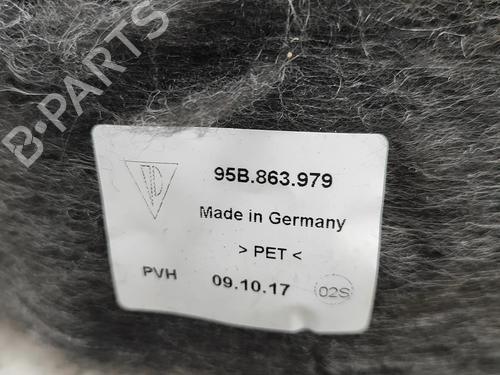 B-PARTS
95B.863.979
Made in Germany
> PET <
PVH 09.10.17 02S